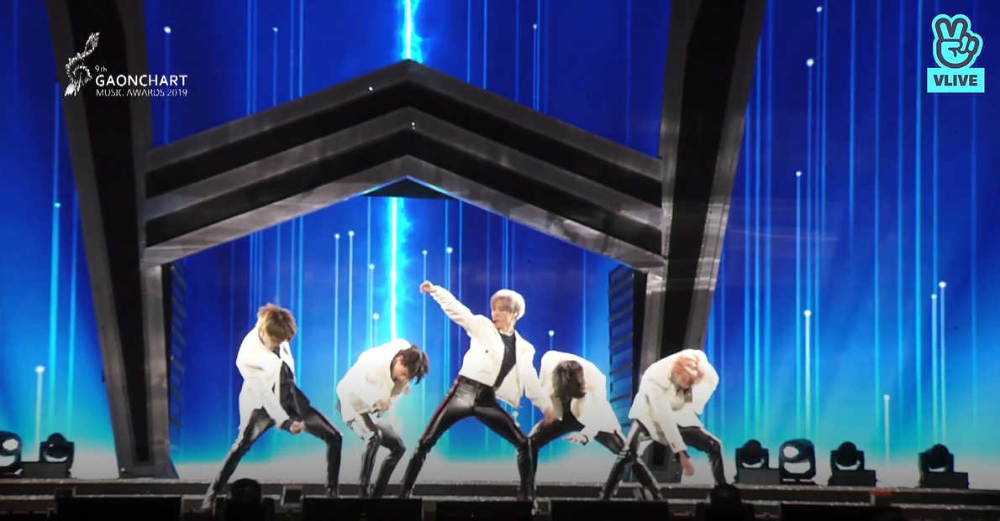 9th
GAONCHART
MUSIC AWARDS 2019
VLIVE